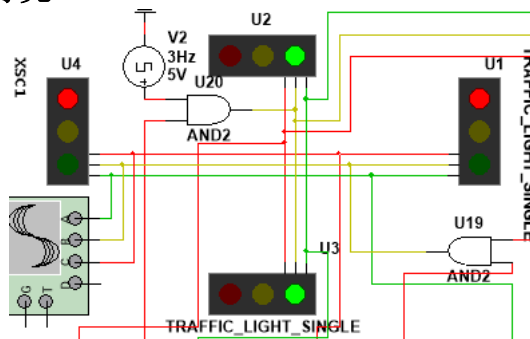 U2
V2
3Hz
5V
U4
XSC1
U20
AND2
U1
TRAFFIC_LIGHT_SINGLE
U19
AND2
A
B
C
D
G
T
U3
TRAFFIC_LIGHT_SINGLE